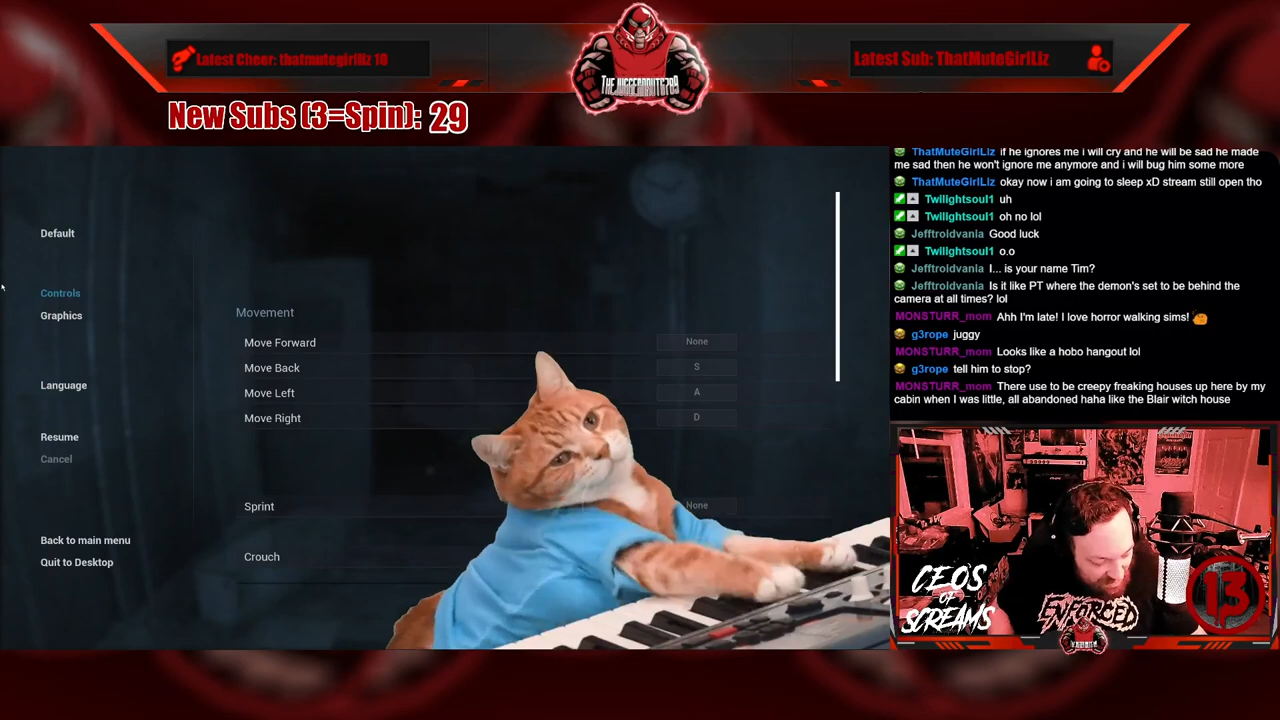 Latest Cheer: thatmutegirlliz 10
THEJUGGERNAUT6789
Latest Sub: ThatMuteGirlLiz
New Subs (3=Spin): 29
Default
Controls
Graphics
Language
Resume
Cancel
Back to main menu
Quit to Desktop
Movement
Move Forward None
Move Back S
Move Left A
Move Right D
Sprint None
Crouch
ThatMuteGirlLiz if he ignores me i will cry and he will be sad he made
me sad then he won't ignore me anymore and i will bug him some more
ThatMuteGirlLiz okay now i am going to sleep xD stream still open tho
Twilightsoul1 uh
Twilightsoul1 oh no lol
Jefftroldvania Good luck
Twilightsoul1 o.o
Jefftroldvania I... is your name Tim?
Jefftroldvania Is it like PT where the demon's set to be behind the
camera at all times? lol
MONSTURR_mom Ahh I'm late! I love horror walking sims!
g3rope juggy
MONSTURR_mom Looks like a hobo hangout lol
g3rope tell him to stop?
MONSTURR_mom There use to be creepy freaking houses up here by my
cabin when I was little, all abandoned haha like the Blair witch house
CEOS
OF
SCREAMS
ENFORCED
13